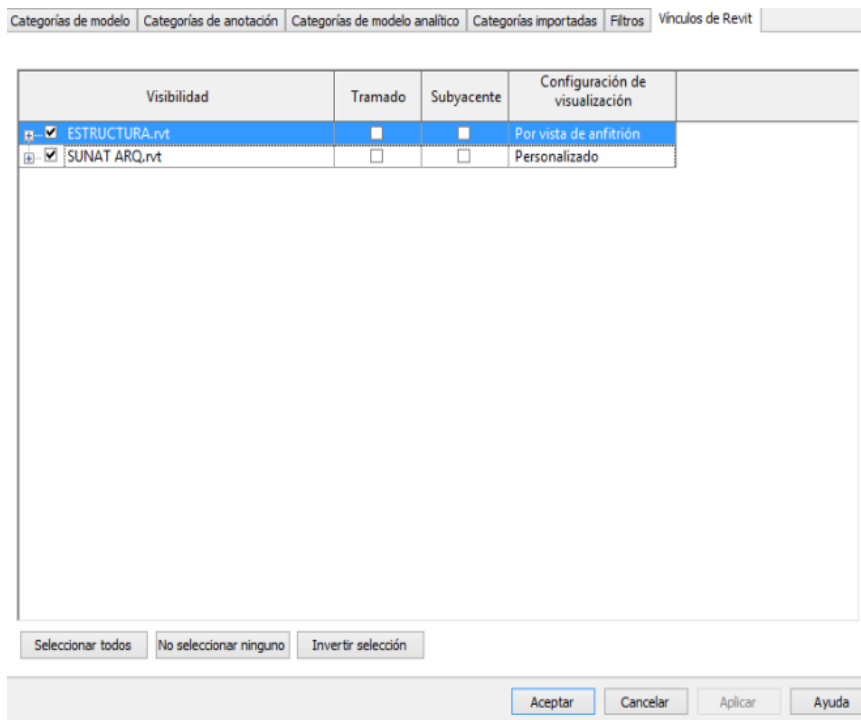 Categorías de modelo Categorías de anotación Categorías de modelo analítico Categorías importadas Filtros Vínculos de Revit
Visibilidad Tramado Subyacente Configuración de visualización
ESTRUCTURA.rvt Por vista de anfitrión
SUNAT ARQ.rvt Personalizado
Seleccionar todos No seleccionar ninguno Invertir selección
Aceptar Cancelar Aplicar Ayuda